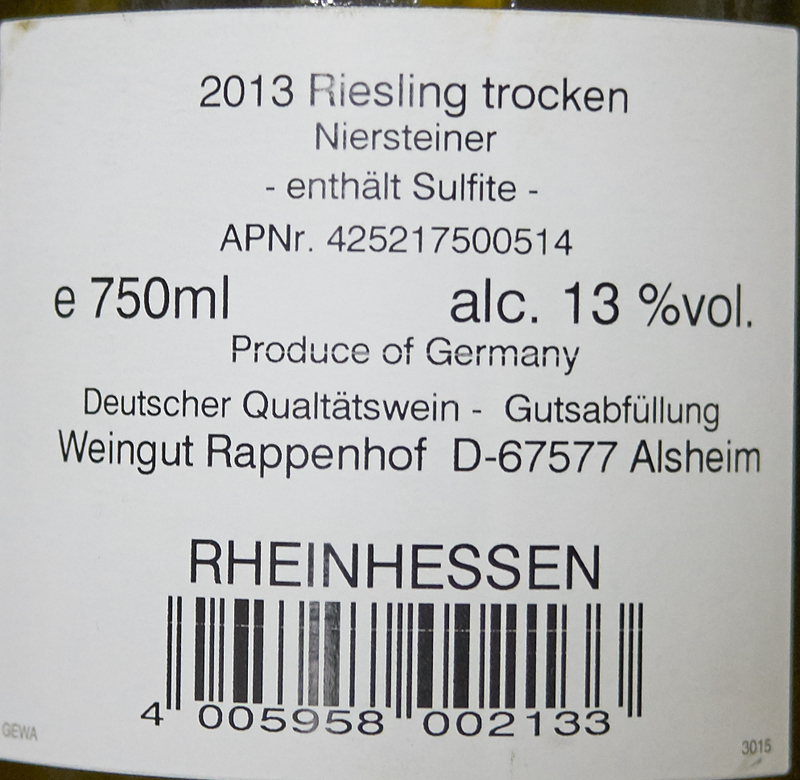 2013 Riesling trocken
Niersteiner
- enthält Sulfite -
APNr. 425217500514
e 750ml alc. 13 %vol.
Produce of Germany
Deutscher Qualtätswein - Gutsabfüllung
Weingut Rappenhof D-67577 Alsheim
RHEINHESSEN
4 005958 002133
GEWA 3015